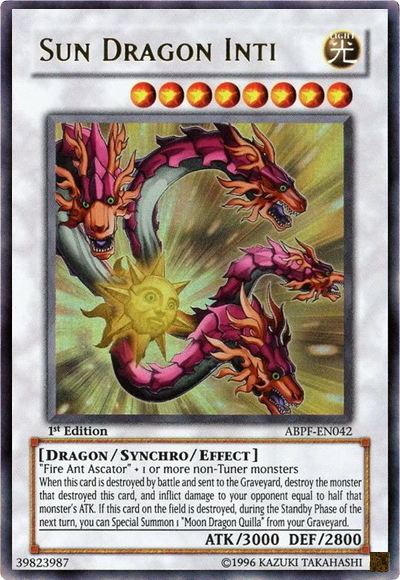 SUN DRAGON INTI
LIGHT
光
1st Edition
ABPF-EN042
[DRAGON/SYNCHRO/EFFECT]
"Fire Ant Ascator" + 1 or more non-Tuner monsters
When this card is destroyed by battle and sent to the Graveyard, destroy the monster
that destroyed this card, and inflict damage to your opponent equal to half that
monster's ATK. If this card on the field is destroyed, during the Standby Phase of the
next turn, you can Special Summon 1 "Moon Dragon Quilla" from your Graveyard.
ATK/3000 DEF/2800
39823987
©1996 KAZUKI TAKAHASHI